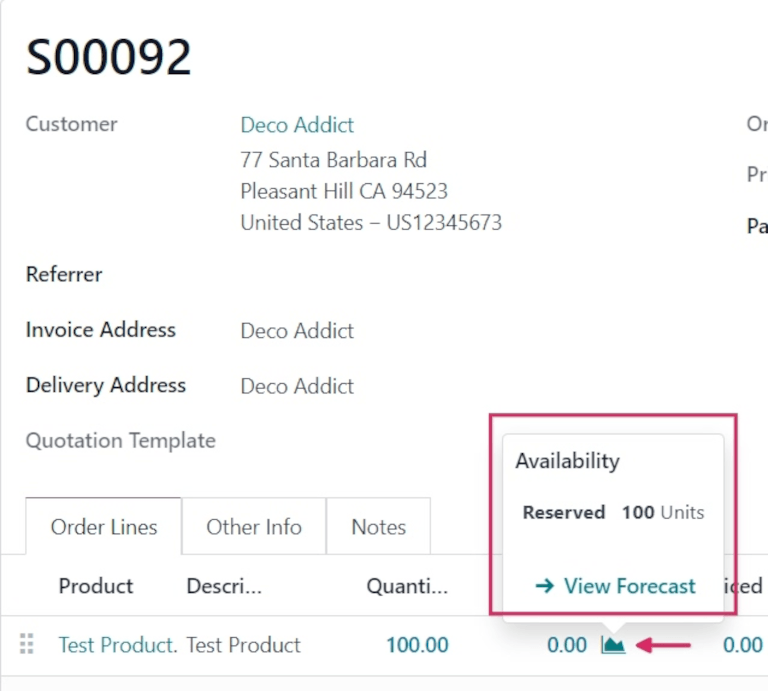 S00092
Customer
Deco Addict
Or
77 Santa Barbara Rd
Pr
Pleasant Hill CA 94523
United States – US12345673
Pa
Referrer
Invoice Address
Deco Addict
Delivery Address
Deco Addict
Quotation Template
Availability
Reserved 100 Units
View Forecast
Order Lines
Other Info
Notes
Product Descri... Quanti... iced
Test Product. Test Product 100.00 0.00 0.00